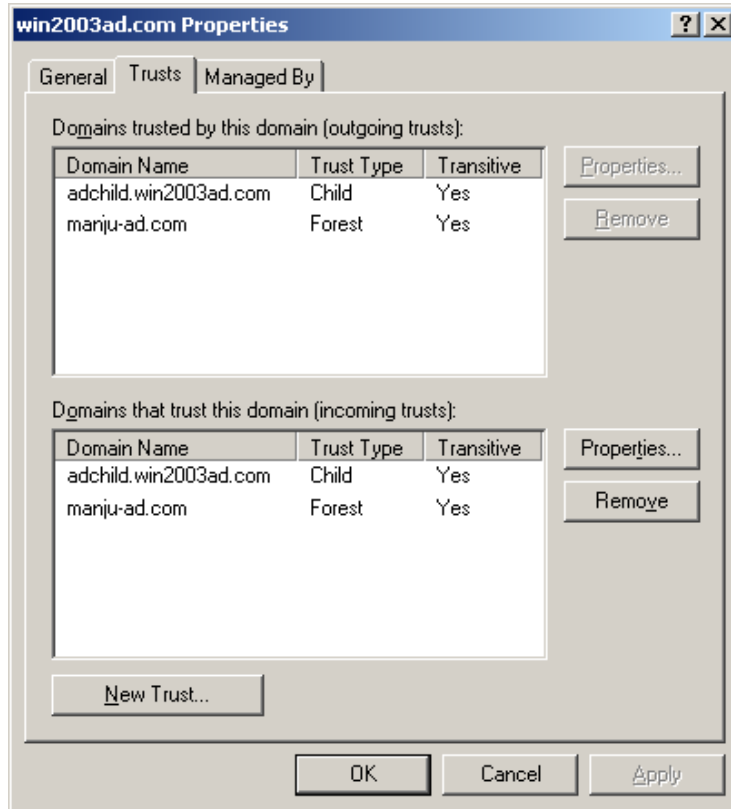 win2003ad.com Properties
General Trusts Managed By
Domains trusted by this domain (outgoing trusts):
Domain Name Trust Type Transitive
adchild.win2003ad.com Child Yes
manju-ad.com Forest Yes
Properties...
Remove
Domains that trust this domain (incoming trusts):
Domain Name Trust Type Transitive
adchild.win2003ad.com Child Yes
manju-ad.com Forest Yes
Properties...
Remove
New Trust...
OK Cancel Apply